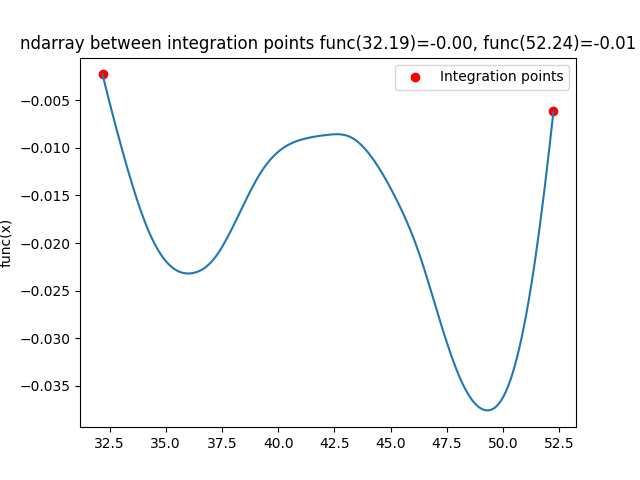 ndarray between integration points func(32.19)=-0.00, func(52.24)=-0.01
Integration points
func(x)
−0.005
−0.010
−0.015
−0.020
−0.025
−0.030
−0.035
32.5 35.0 37.5 40.0 42.5 45.0 47.5 50.0 52.5